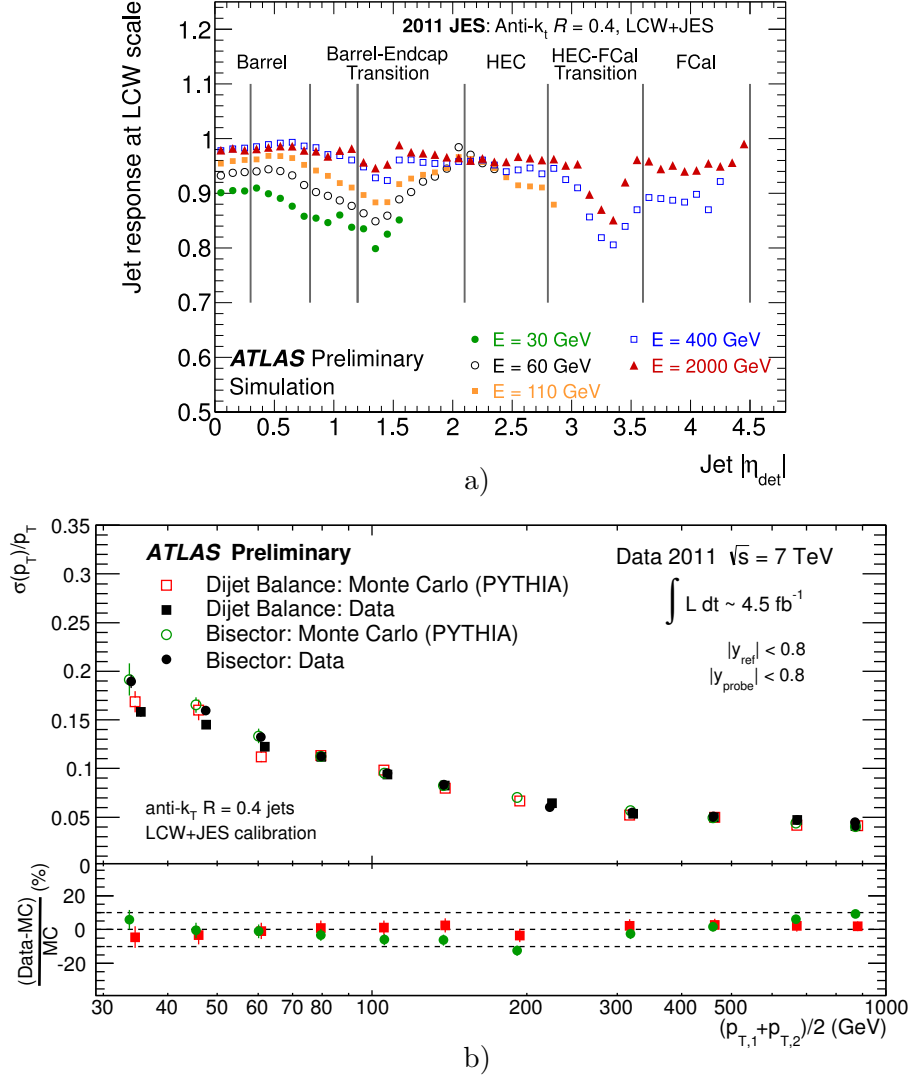 2011 JES: Anti-kt R = 0.4, LCW+JES
Barrel
Barrel-Endcap
Transition
HEC
HEC-FCal
Transition
FCal
Jet response at LCW scale
1.2
1.1
1
0.9
0.8
0.7
0.6
0.5
E = 30 GeV
E = 60 GeV
E = 110 GeV
E = 400 GeV
E = 2000 GeV
ATLAS Preliminary
Simulation
0 0.5 1 1.5 2 2.5 3 3.5 4 4.5
Jet |ηdet|
a)
σ(pT)/pT
0.35
0.3
0.25
0.2
0.15
0.1
0.05
0
ATLAS Preliminary
Dijet Balance: Monte Carlo (PYTHIA)
Dijet Balance: Data
Bisector: Monte Carlo (PYTHIA)
Bisector: Data
Data 2011 √s = 7 TeV
∫ L dt ~ 4.5 fb-1
|yref| < 0.8
|yprobe| < 0.8
anti-kT R = 0.4 jets
LCW+JES calibration
(Data-MC)/MC (%)
20
0
-20
30 40 50 60 70 80 100 200 300 400 500 1000
(pT,1+pT,2)/2 (GeV)
b)